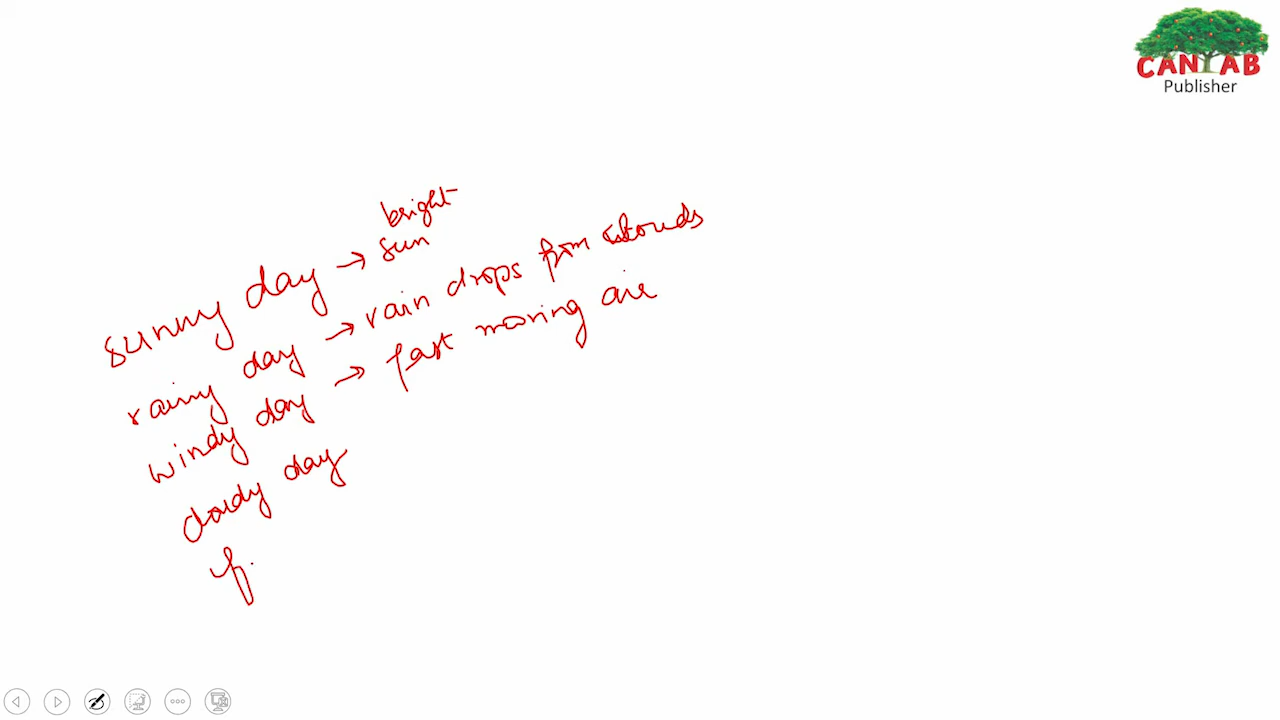 CANTAB
Publisher
bright
sunny day → sun
rainy day → rain drops from clouds
windy day → fast moving air
cloudy day
f